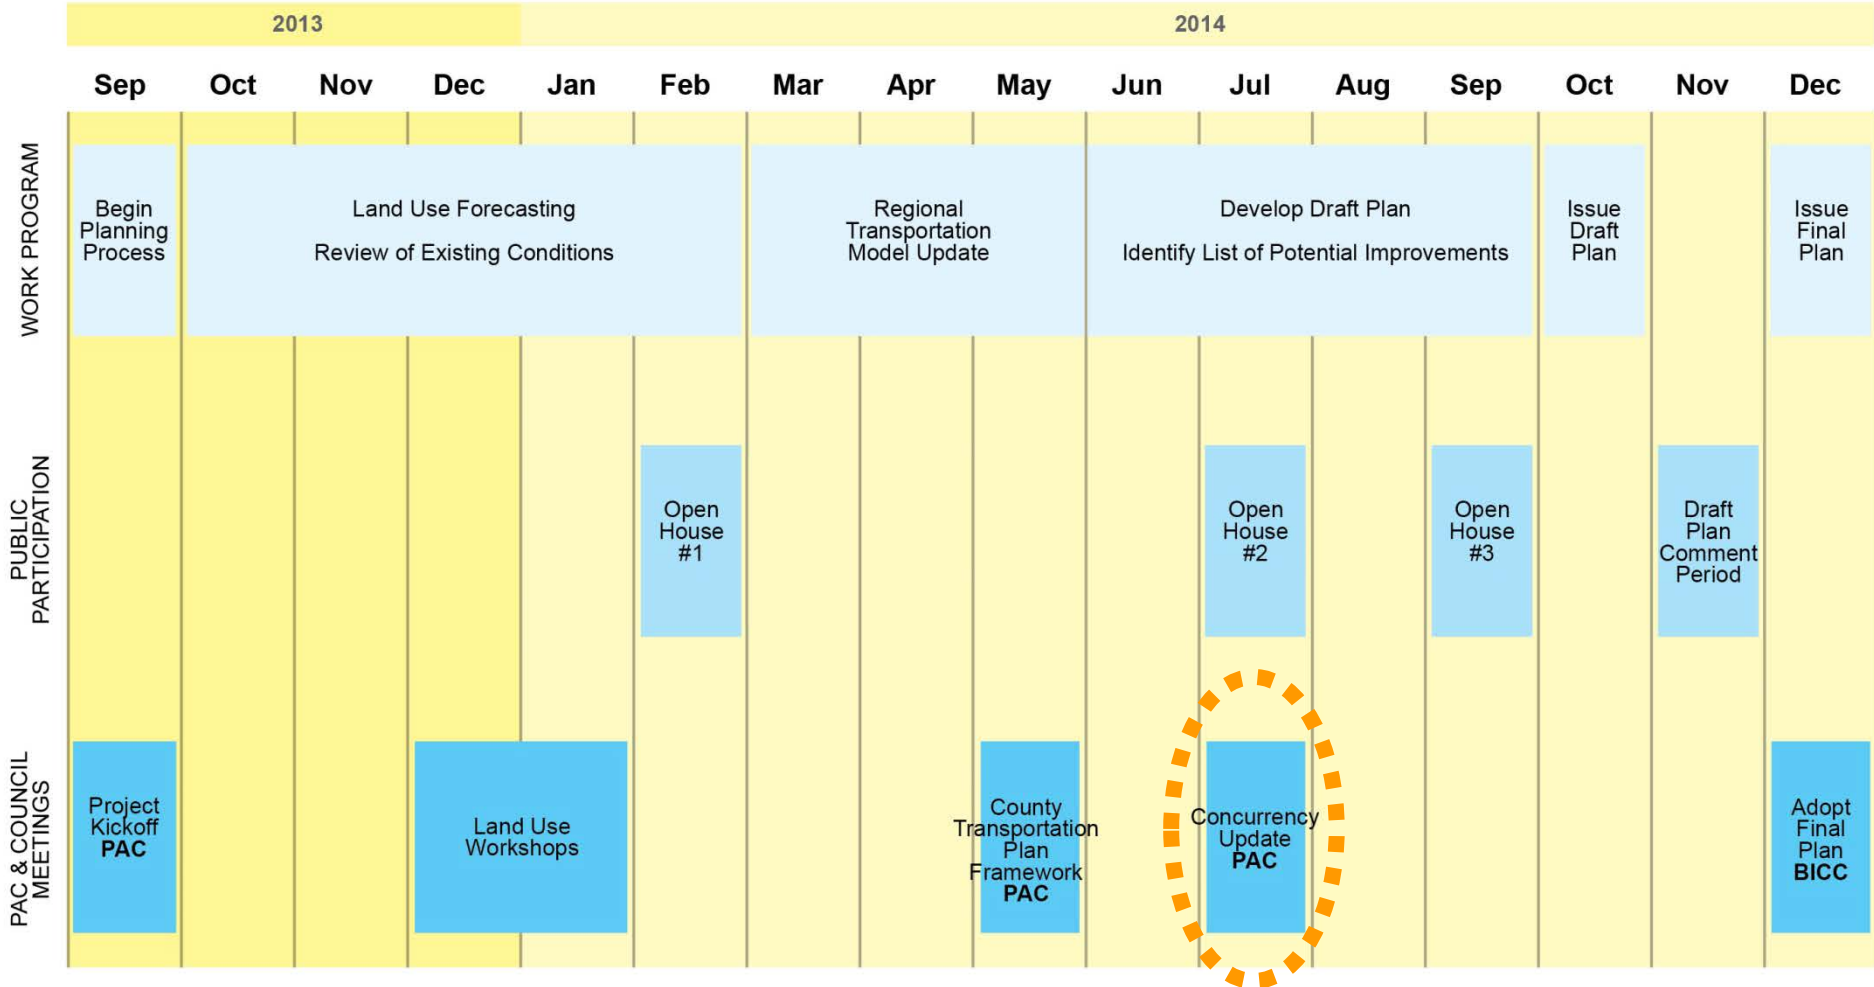 2013
2014
Sep Oct Nov Dec Jan Feb Mar Apr May Jun Jul Aug Sep Oct Nov Dec
WORK PROGRAM
Begin
Planning
Process
Land Use Forecasting
Review of Existing Conditions
Regional
Transportation
Model Update
Develop Draft Plan
Identify List of Potential Improvements
Issue
Draft
Plan
Issue
Final
Plan
PUBLIC
PARTICIPATION
Open
House
#1
Open
House
#2
Open
House
#3
Draft
Plan
Comment
Period
PAC & COUNCIL
MEETINGS
Project
Kickoff
PAC
Land Use
Workshops
County
Transportation
Plan
Framework
PAC
Concurrency
Update
PAC
Adopt
Final
Plan
BICC